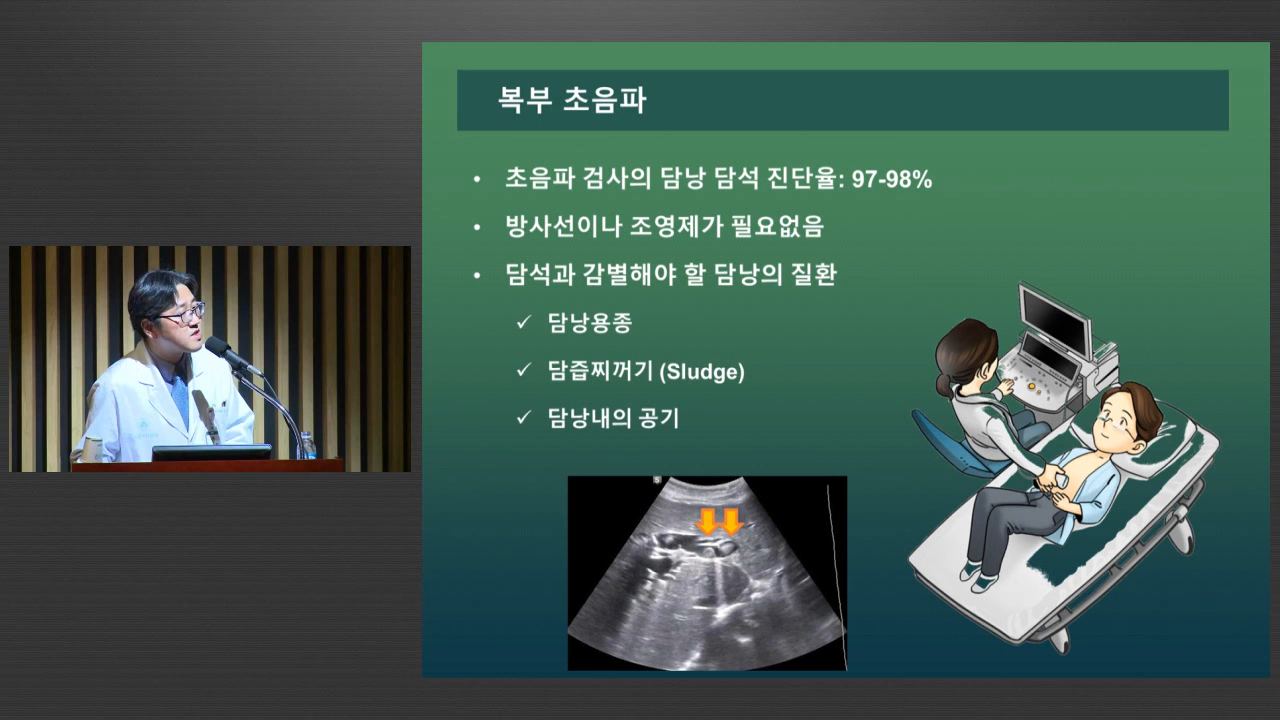 복부 초음파
• 초음파 검사의 담낭 담석 진단율: 97-98%
• 방사선이나 조영제가 필요없음
• 담석과 감별해야 할 담낭의 질환
✓ 담낭용종
✓ 담즙찌꺼기 (Sludge)
✓ 담낭내의 공기
S